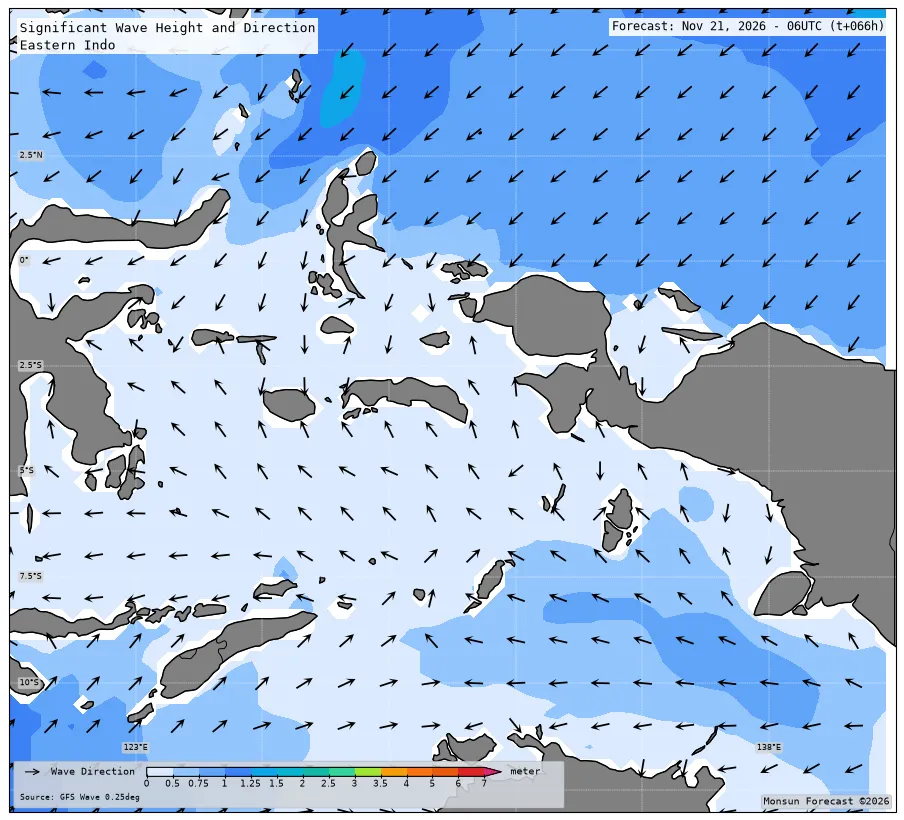 Significant Wave Height and Direction
Eastern Indo
Forecast: Nov 21, 2026 - 06UTC (t+066h)
2.5°N
0°
2.5°S
5°S
7.5°S
10°S
123°E
138°E
Wave Direction
meter
0 0.5 0.75 1 1.25 1.5 2 2.5 3 3.5 4 5 6 7
Source: GFS Wave 0.25deg
Monsun Forecast ©2026